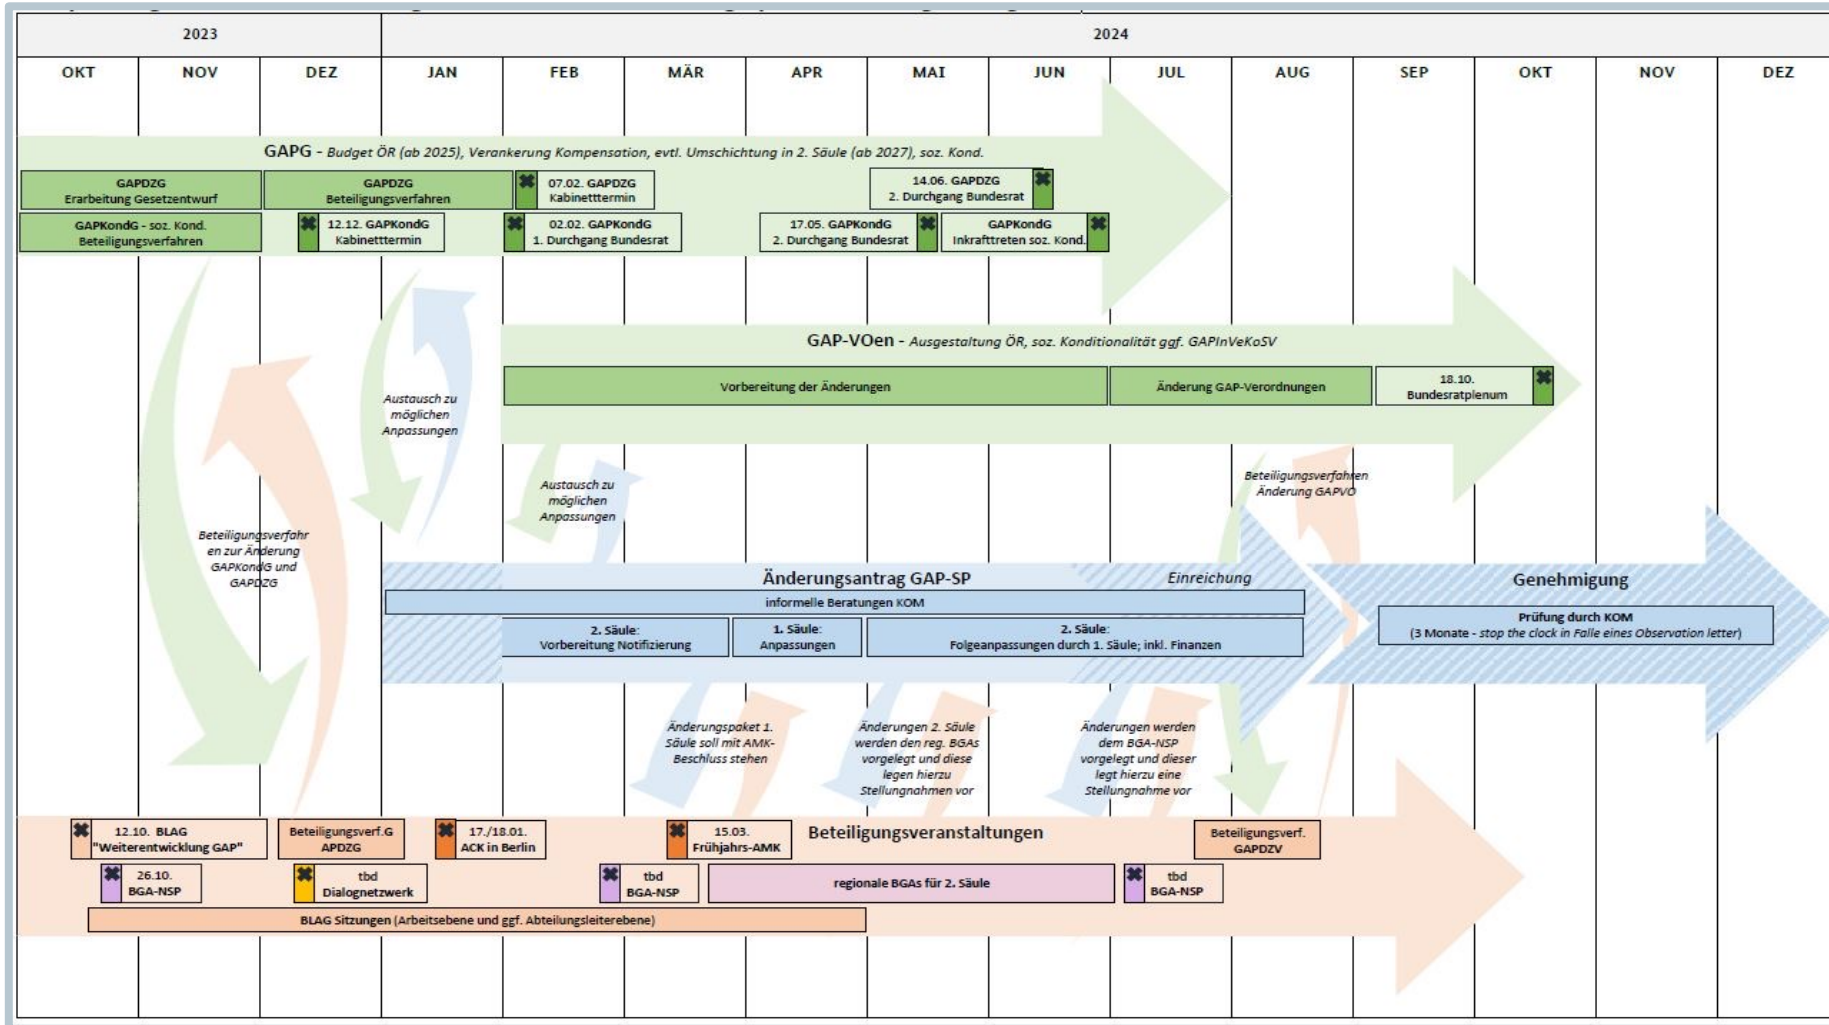 2023
2024
OKT
NOV
DEZ
JAN
FEB
MÄR
APR
MAI
JUN
JUL
AUG
SEP
OKT
NOV
DEZ
GAPG - Budget ÖR (ab 2025), Verankerung Kompensation, evtl. Umschichtung in 2. Säule (ab 2027), soz. Kond.
GAPDZG
Erarbeitung Gesetzentwurf
GAPDZG
Beteiligungsverfahren
07.02. GAPDZG
Kabinetttermin
14.06. GAPDZG
2. Durchgang Bundesrat
GAPKondG - soz. Kond.
Beteiligungsverfahren
12.12. GAPKondG
Kabinetttermin
02.02. GAPKondG
1. Durchgang Bundesrat
17.05. GAPKondG
2. Durchgang Bundesrat
GAPKondG
Inkrafttreten soz. Kond.
GAP-VOen - Ausgestaltung ÖR, soz. Konditionalität ggf. GAPInVeKoSV
Vorbereitung der Änderungen
Änderung GAP-Verordnungen
18.10.
Bundesratplenum
Austausch zu
möglichen
Anpassungen
Austausch zu
möglichen
Anpassungen
Beteiligungsverfahren
Änderung GAPVO
Beteiligungsverfahr
en zur Änderung
GAPKondG und
GAPDZG
Änderungsantrag GAP-SP
Einreichung
Genehmigung
informelle Beratungen KOM
2. Säule:
Vorbereitung Notifizierung
1. Säule:
Anpassungen
2. Säule:
Folgeanpassungen durch 1. Säule; inkl. Finanzen
Prüfung durch KOM
(3 Monate - stop the clock in Falle eines Observation letter)
Änderungspaket 1.
Säule soll mit AMK-
Beschluss stehen
Änderungen 2. Säule
werden den reg. BGAs
vorgelegt und diese
legen hierzu
Stellungnahmen vor
Änderungen werden
dem BGA-NSP
vorgelegt und dieser
legt hierzu eine
Stellungnahme vor
12.10. BLAG
"Weiterentwicklung GAP"
Beteiligungsverf.G
APDZG
17./18.01.
ACK in Berlin
15.03.
Frühjahrs-AMK
Beteiligungsveranstaltungen
Beteiligungsverf.
GAPDZV
26.10.
BGA-NSP
tbd
Dialognetzwerk
tbd
BGA-NSP
regionale BGAs für 2. Säule
tbd
BGA-NSP
BLAG Sitzungen (Arbeitsebene und ggf. Abteilungsleiterebene)